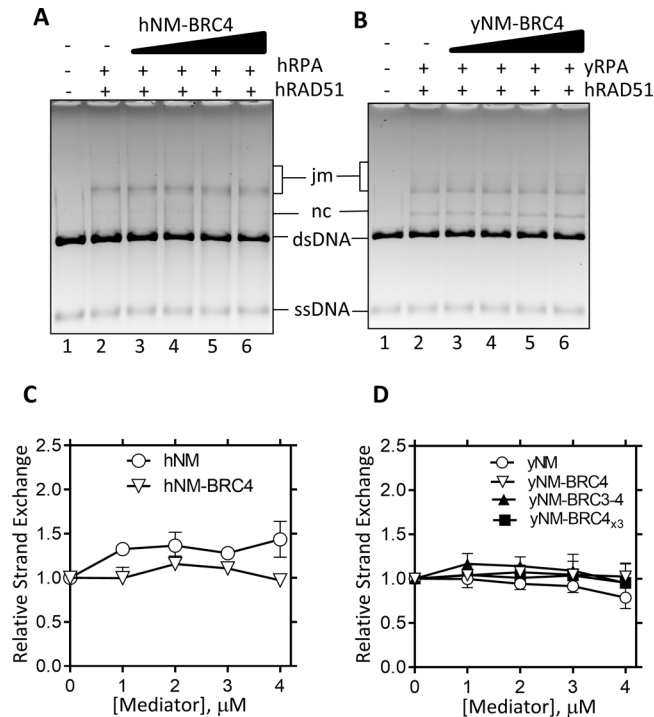 A
hNM-BRC4
- -
- + + + + + hRPA
- + + + + + hRAD51
1 2 3 4 5 6
B
yNM-BRC4
- -
- + + + + + yRPA
- + + + + + hRAD51
1 2 3 4 5 6
jm
nc
dsDNA
ssDNA
C
Relative Strand Exchange
2.5
2.0
1.5
1.0
0.5
0.0
hNM
hNM-BRC4
0 1 2 3 4
[Mediator], μM
D
Relative Strand Exchange
2.5
2.0
1.5
1.0
0.5
0.0
yNM
yNM-BRC4
yNM-BRC3-4
yNM-BRC4x3
0 1 2 3 4
[Mediator], μM